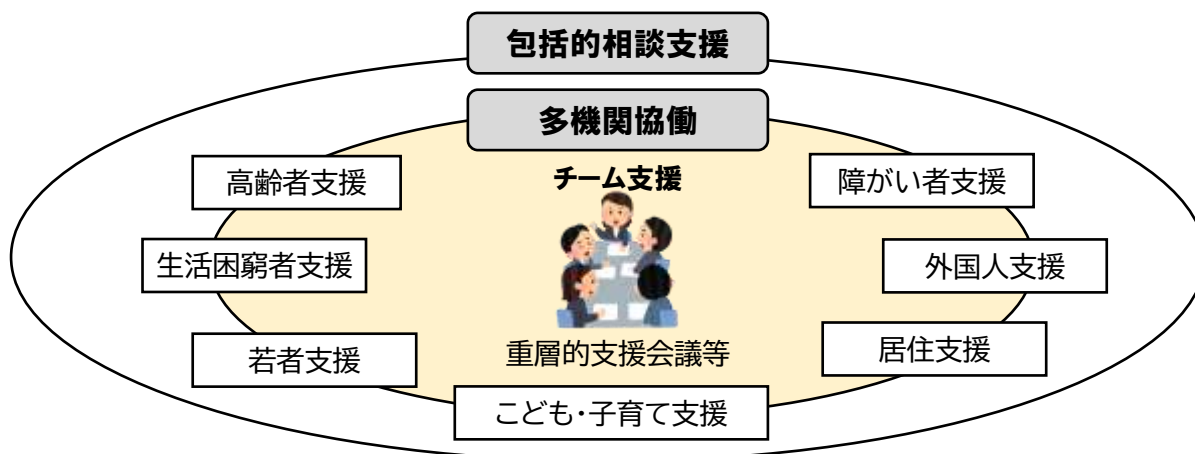 包括的相談支援
多機関協働
チーム支援
高齢者支援
障がい者支援
生活困窮者支援
外国人支援
若者支援
重層的支援会議等
居住支援
こども・子育て支援